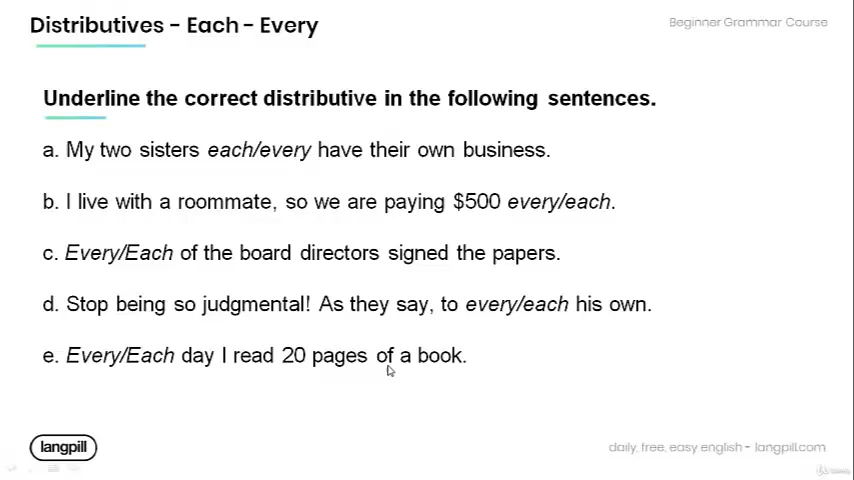 Distributives - Each - Every
Beginner Grammar Course
Underline the correct distributive in the following sentences.
a. My two sisters each/every have their own business.
b. I live with a roommate, so we are paying $500 every/each.
c. Every/Each of the board directors signed the papers.
d. Stop being so judgmental! As they say, to every/each his own.
e. Every/Each day I read 20 pages of a book.
langpill
daily, free, easy english - langpill.com